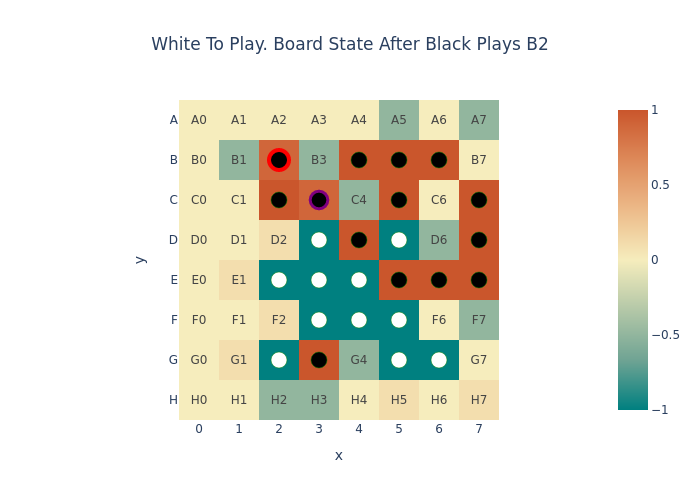 White To Play. Board State After Black Plays B2
A A0 A1 A2 A3 A4 A5 A6 A7 1
B B0 B1 B3 B7
C C0 C1 C4 C6 0.5
D D0 D1 D2 D6
y E E0 E1 0
F F0 F1 F2 F6 F7 −0.5
G G0 G1 G4 G7
H H0 H1 H2 H3 H4 H5 H6 H7 −1
0 1 2 3 4 5 6 7
x